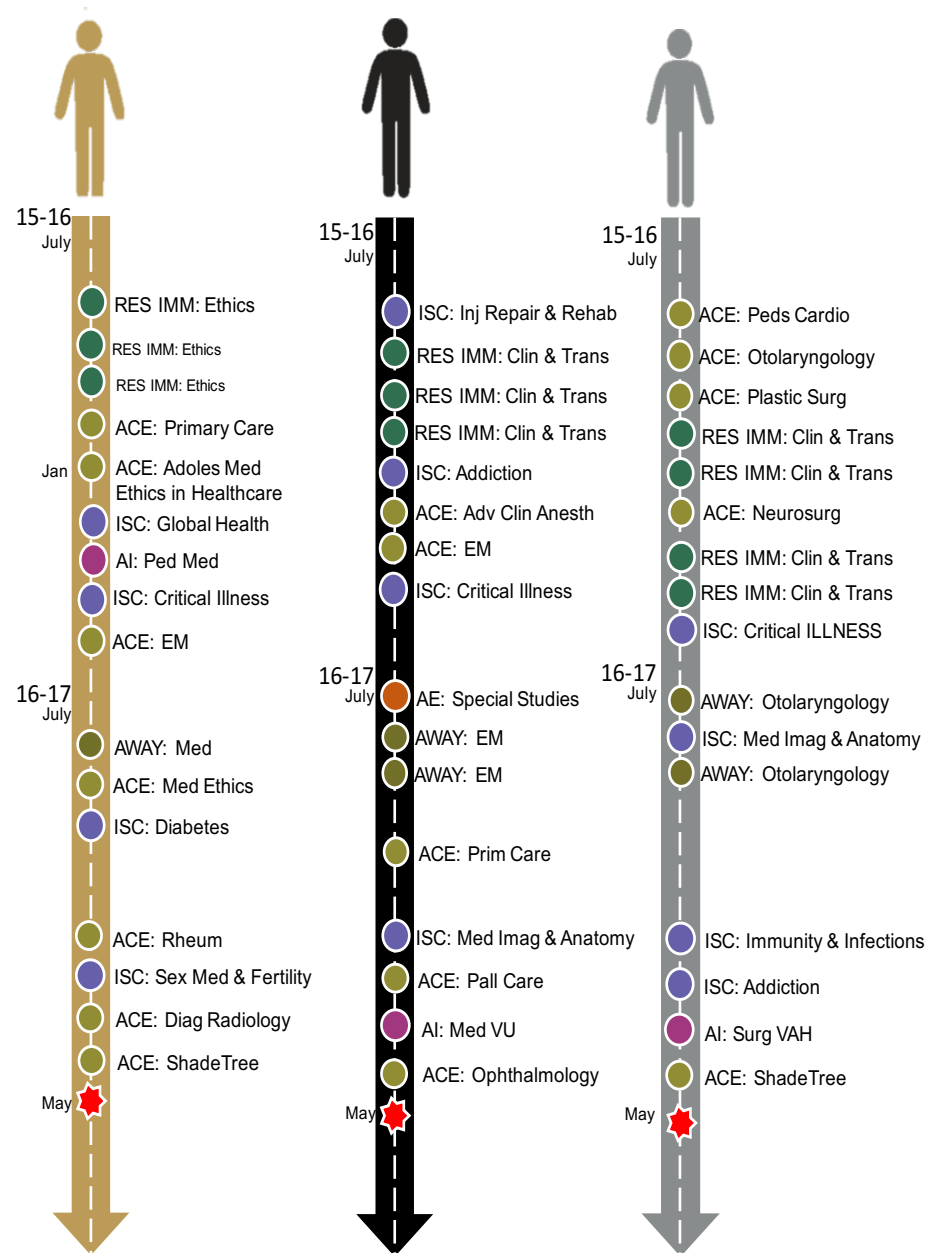 15-16
July
RES IMM: Ethics
RES IMM: Ethics
RES IMM: Ethics
ACE: Primary Care
Jan
ACE: Adoles Med
Ethics in Healthcare
ISC: Global Health
AI: Ped Med
ISC: Critical Illness
ACE: EM
16-17
July
AWAY: Med
ACE: Med Ethics
ISC: Diabetes
ACE: Rheum
ISC: Sex Med & Fertility
ACE: Diag Radiology
ACE: ShadeTree
May
15-16
July
ISC: Inj Repair & Rehab
RES IMM: Clin & Trans
RES IMM: Clin & Trans
RES IMM: Clin & Trans
ISC: Addiction
ACE: Adv Clin Anesth
ACE: EM
ISC: Critical Illness
16-17
July
AE: Special Studies
AWAY: EM
AWAY: EM
ACE: Prim Care
ISC: Med Imag & Anatomy
ACE: Pall Care
AI: Med VU
ACE: Ophthalmology
May
15-16
July
ACE: Peds Cardio
ACE: Otolaryngology
ACE: Plastic Surg
RES IMM: Clin & Trans
RES IMM: Clin & Trans
ACE: Neurosurg
RES IMM: Clin & Trans
RES IMM: Clin & Trans
ISC: Critical ILLNESS
16-17
July
AWAY: Otolaryngology
ISC: Med Imag & Anatomy
AWAY: Otolaryngology
ISC: Immunity & Infections
ISC: Addiction
AI: Surg VAH
ACE: ShadeTree
May